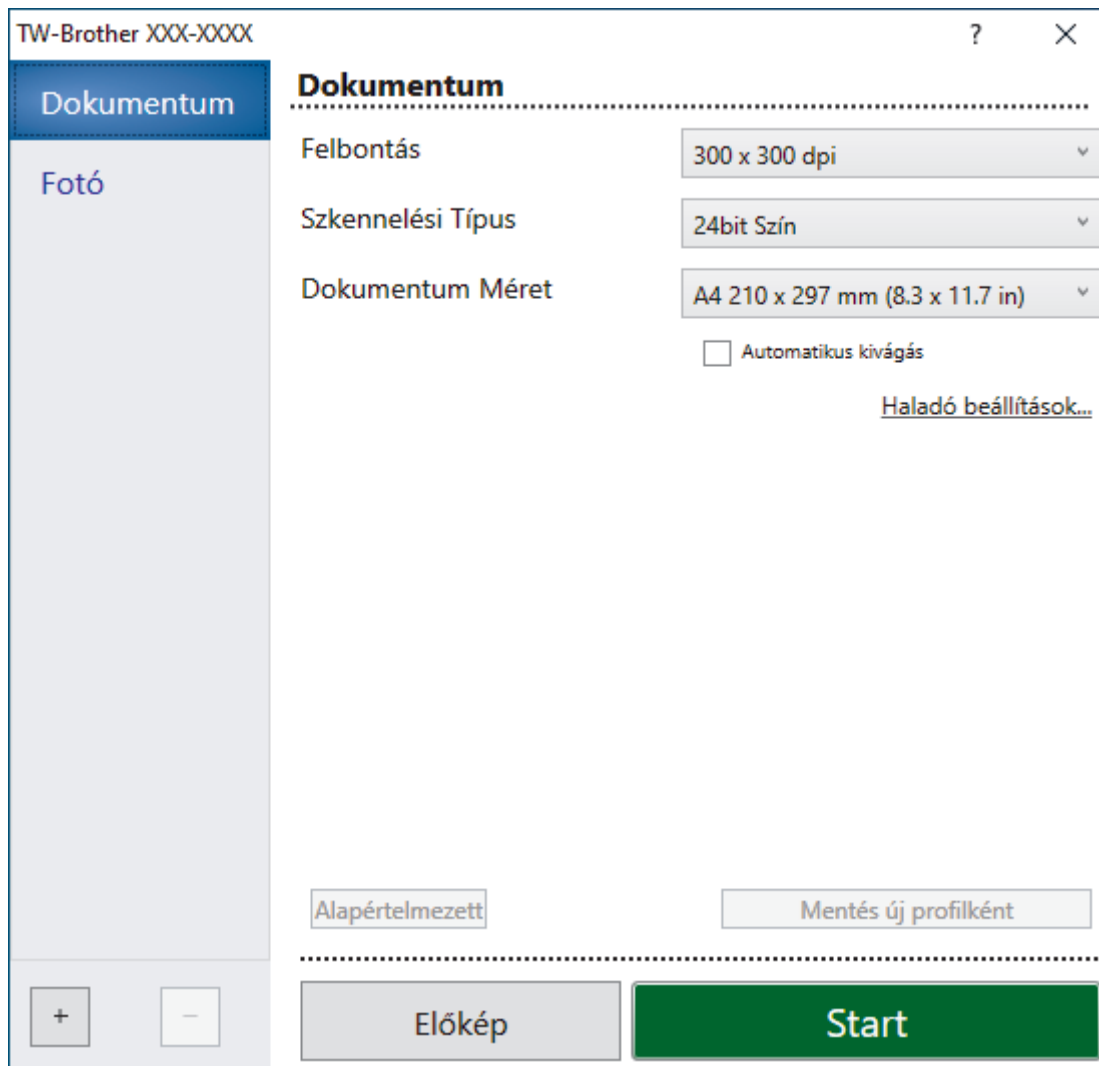 TW-Brother XXX-XXXX ? ×
Dokumentum
Fotó
Dokumentum
Felbontás 300 x 300 dpi
Szkennelési Típus 24bit Szín
Dokumentum Méret A4 210 x 297 mm (8.3 x 11.7 in)
Automatikus kivágás
Haladó beállítások...
Alapértelmezett Mentés új profilként
+ −
Előkép Start